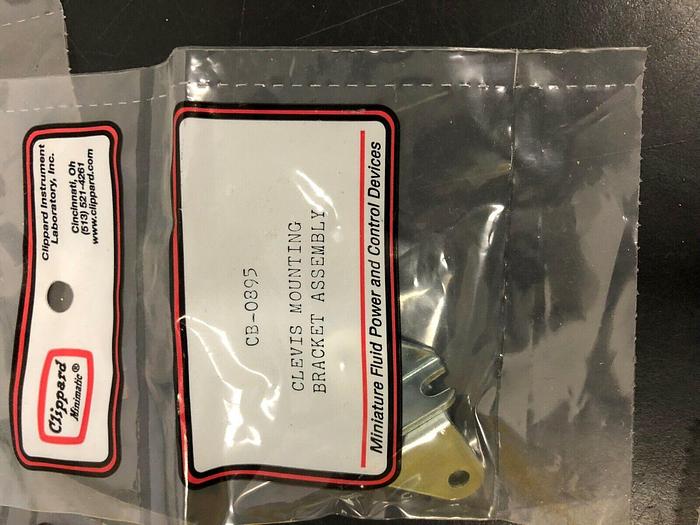 Clippard
Minimatic®
Clippard Instrument
Laboratory, Inc.
Cincinnati, Oh
(513) 521-4261
www.clippard.com
CB-0895
CLEVIS MOUNTING
BRACKET ASSEMBLY
Miniature Fluid Power and Control Devices